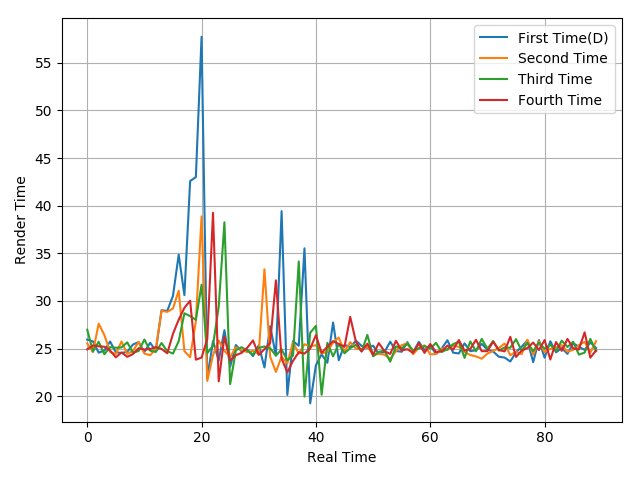 First Time(D)
Second Time
Third Time
Fourth Time
Render Time
55
50
45
40
35
30
25
20
0 20 40 60 80
Real Time